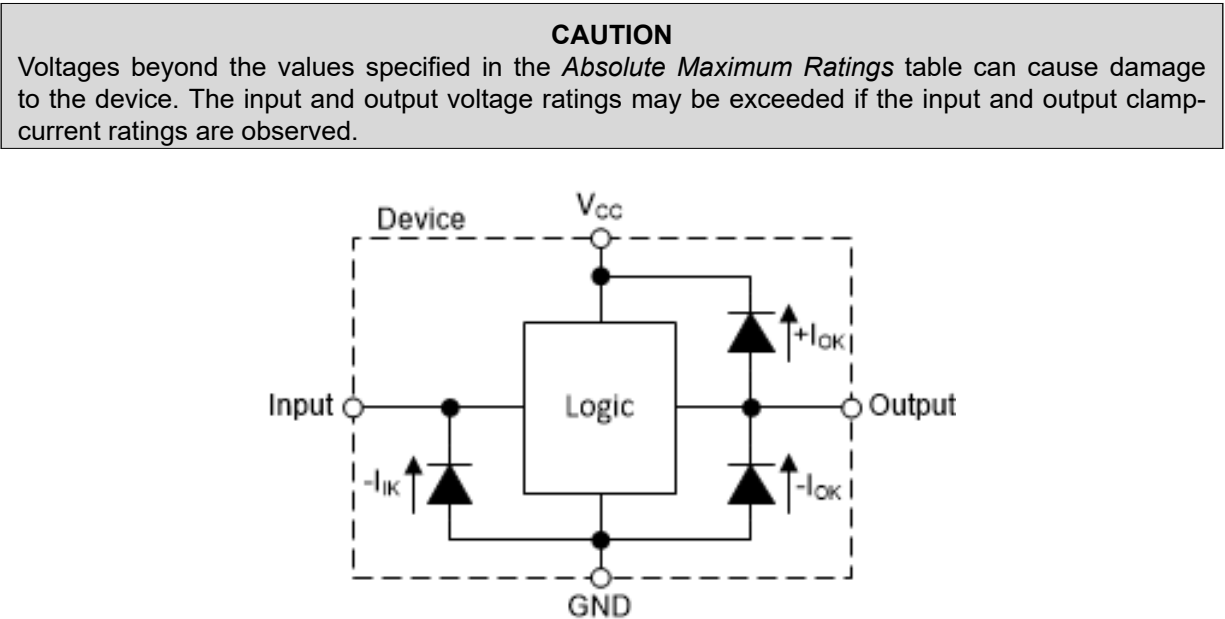 CAUTION
Voltages beyond the values specified in the Absolute Maximum Ratings table can cause damage
to the device. The input and output voltage ratings may be exceeded if the input and output clamp-
current ratings are observed.
Device
VCC
+IOK
Input
Logic
Output
-IIK
-IOK
GND